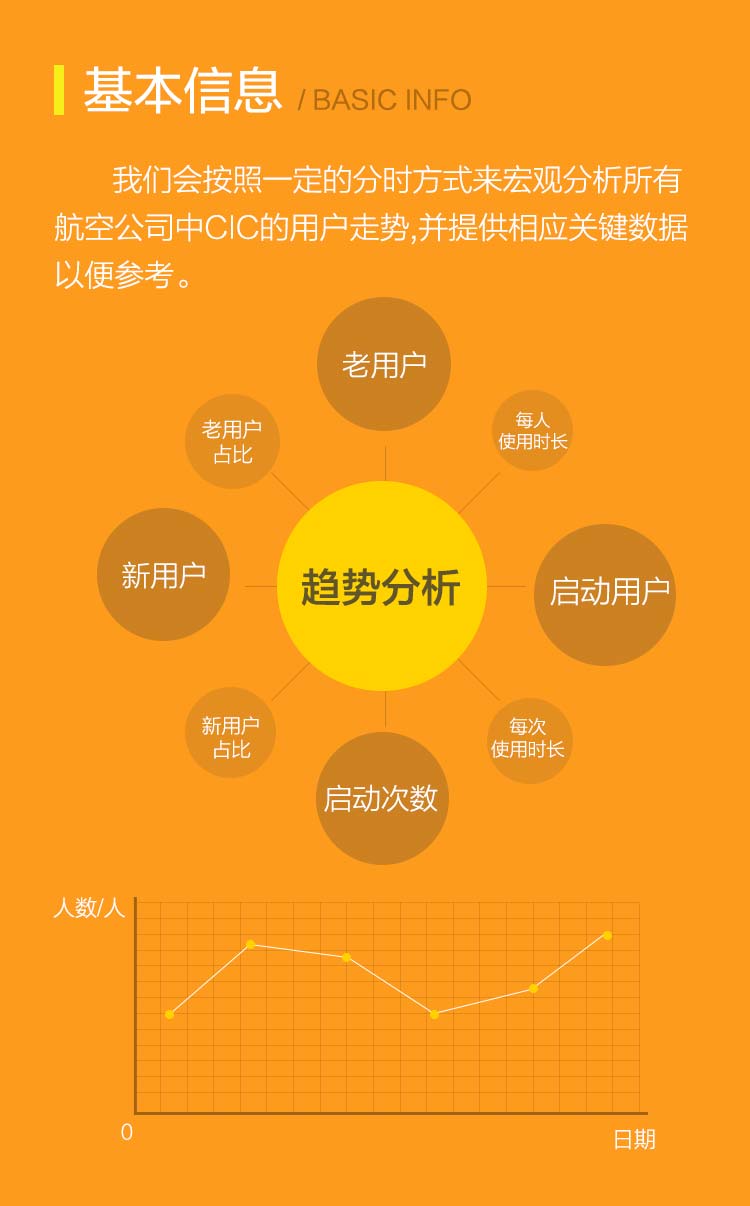 基本信息 / BASIC INFO
我们会按照一定的分时方式来宏观分析所有
航空公司中CIC的用户走势,并提供相应关键数据
以便参考。
老用户
老用户
占比
每人
使用时长
新用户
趋势分析
启动用户
新用户
占比
每次
使用时长
启动次数
人数/人
0
日期